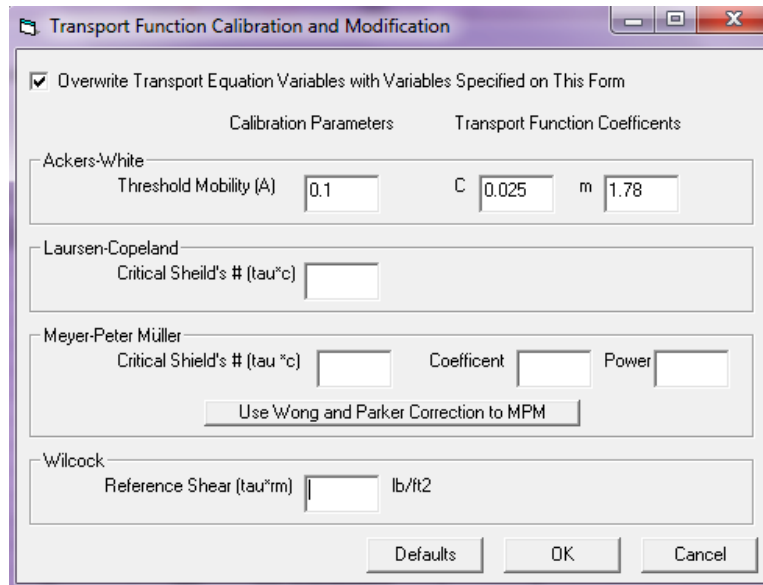 Transport Function Calibration and Modification
Overwrite Transport Equation Variables with Variables Specified on This Form
Calibration Parameters Transport Function Coefficents
Ackers-White
Threshold Mobility (A) 0.1 C 0.025 m 1.78
Laursen-Copeland
Critical Sheild's # (tau*c)
Meyer-Peter Müller
Critical Shield's # (tau *c) Coefficent Power
Use Wong and Parker Correction to MPM
Wilcock
Reference Shear (tau*rm) lb/ft2
Defaults OK Cancel